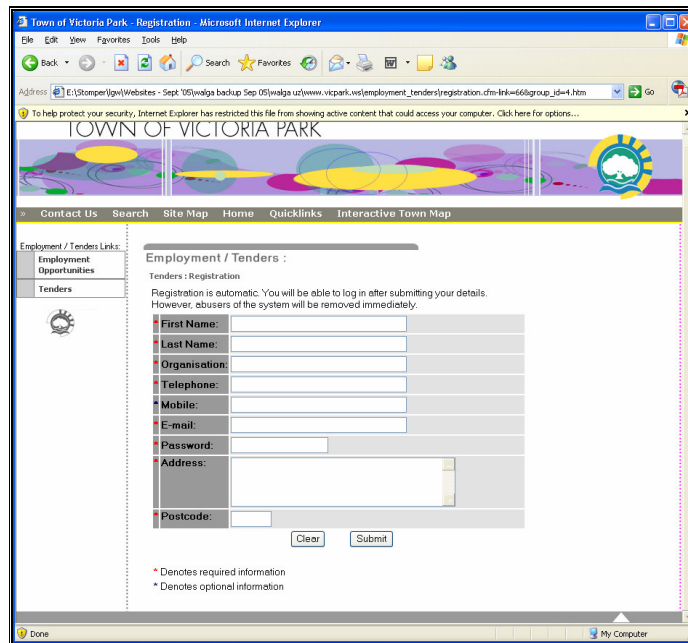 Town of Victoria Park - Registration - Microsoft Internet Explorer
File Edit View Favorites Tools Help
Back Search Favorites
Address E:\Stomper\lgw\Websites - Sept '05\walga backup Sep 05\walga uz\www.vicpark.ws\employment_tenders\registration.cfm-link=66&group_id=4.htm Go
To help protect your security, Internet Explorer has restricted this file from showing active content that could access your computer. Click here for options...
TOWN OF VICTORIA PARK
» Contact Us Search Site Map Home Quicklinks Interactive Town Map
Employment / Tenders Links:
Employment
Opportunities
Tenders
Employment / Tenders :
Tenders : Registration
Registration is automatic. You will be able to log in after submitting your details.
However, abusers of the system will be removed immediately.
* First Name:
* Last Name:
* Organisation:
* Telephone:
* Mobile:
* E-mail:
* Password:
* Address:
* Postcode:
Clear Submit
* Denotes required information
* Denotes optional information
Done My Computer